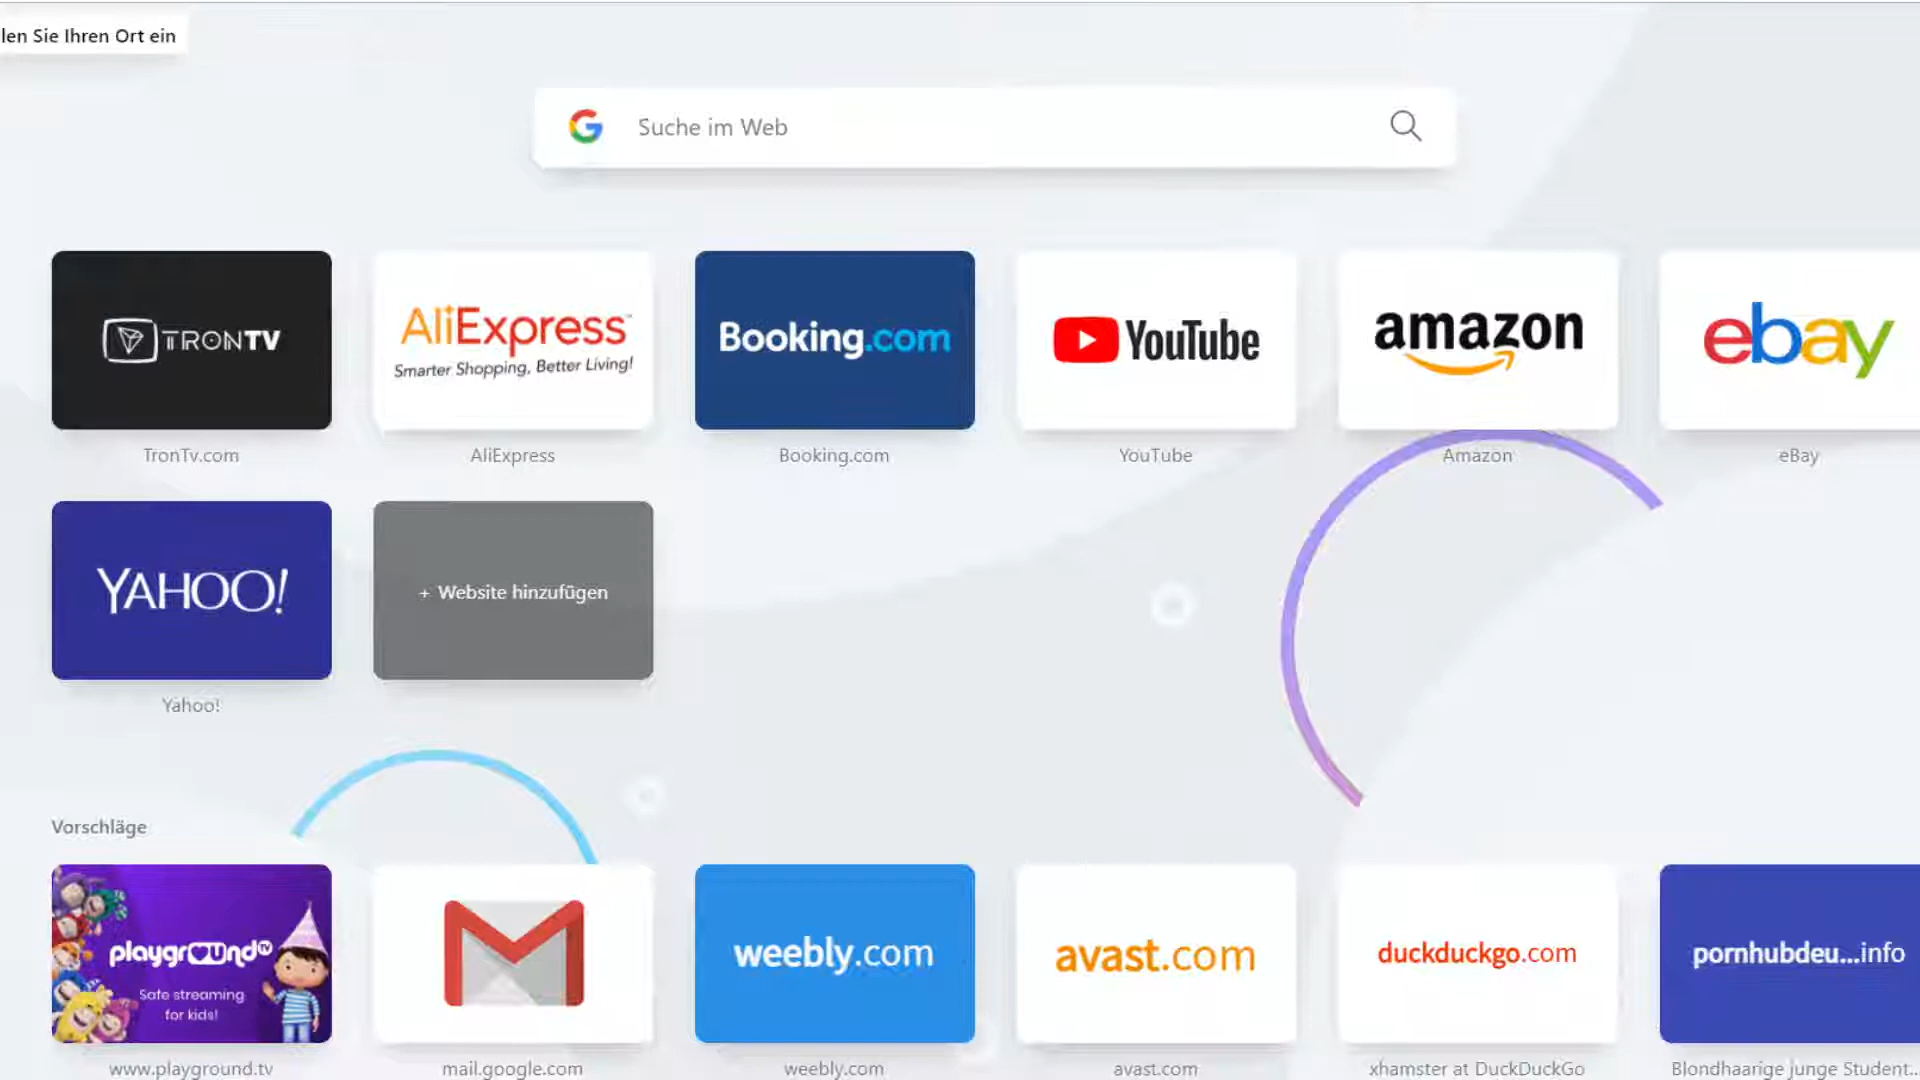 len Sie Ihren Ort ein
Suche im Web
TRONTV
AliExpress
Smarter Shopping, Better Living!
Booking.com
YouTube
amazon
ebay
TronTv.com
AliExpress
Booking.com
YouTube
Amazon
eBay
YAHOO!
+ Website hinzufügen
Yahoo!
Vorschläge
playground TV
Safe streaming
for kids!
weebly.com
avast.com
duckduckgo.com
pornhubdeu...info
www.playground.tv
mail.google.com
weebly.com
avast.com
xhamster at DuckDuckGo
Blondhaarige junge Student...